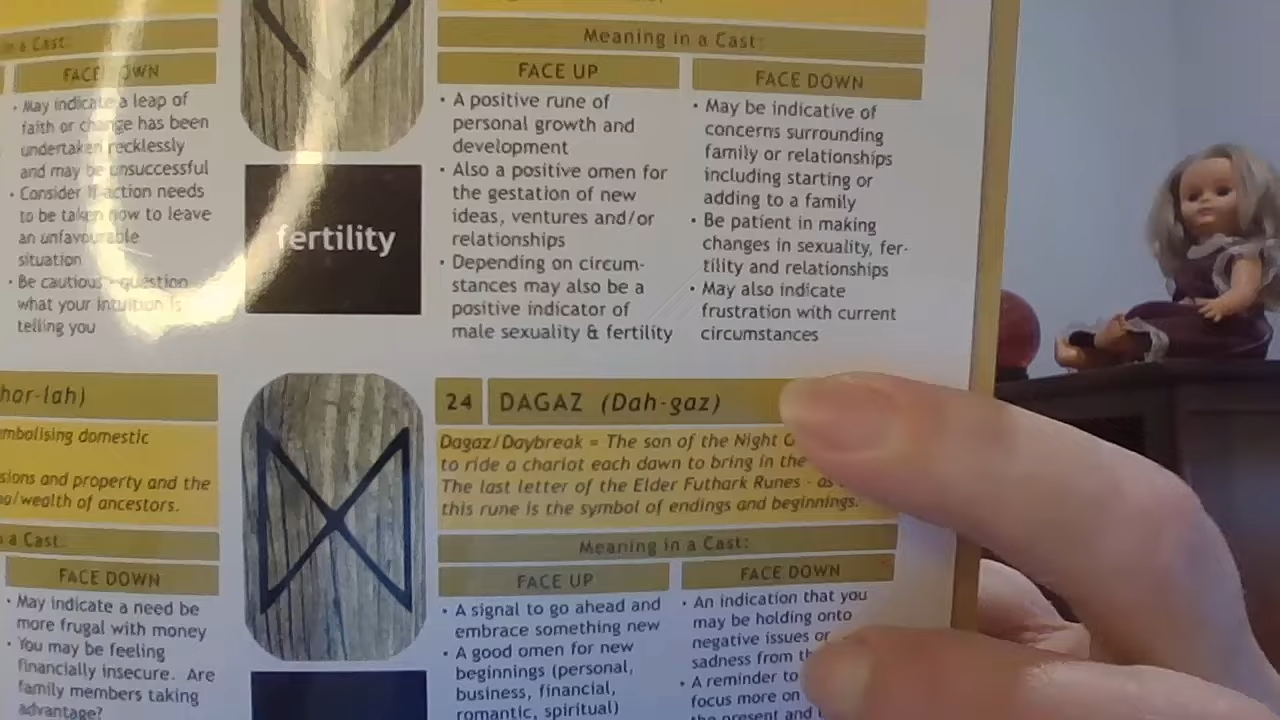 in a Cast:
FACE DOWN
• May indicate a leap of
faith or change has been
undertaken recklessly
and may be unsuccessful
• Consider if action needs
to be taken now to leave
an unfavourable
situation
• Be cautious - question
what your intuition is
telling you
fertility
Meaning in a Cast:
FACE UP
• A positive rune of
personal growth and
development
• Also a positive omen for
the gestation of new
ideas, ventures and/or
relationships
• Depending on circum-
stances may also be a
positive indicator of
male sexuality & fertility
FACE DOWN
• May be indicative of
concerns surrounding
family or relationships
including starting or
adding to a family
• Be patient in making
changes in sexuality, fer-
tility and relationships
• May also indicate
frustration with current
circumstances
hor-lah)
mbolising domestic
sions and property and the
wealth of ancestors.
a Cast:
FACE DOWN
• May indicate a need be
more frugal with money
• You may be feeling
financially insecure. Are
family members taking
advantage?
24 DAGAZ (Dah-gaz)
Dagaz/Daybreak = The son of the Night G
to ride a chariot each dawn to bring in the
The last letter of the Elder Futhark Runes - as
this rune is the symbol of endings and beginnings.
Meaning in a Cast:
FACE UP
• A signal to go ahead and
embrace something new
• A good omen for new
beginnings (personal,
business, financial,
romantic, spiritual)
FACE DOWN
• An indication that you
may be holding onto
negative issues or
sadness from th
• A reminder to
focus more on
the present and